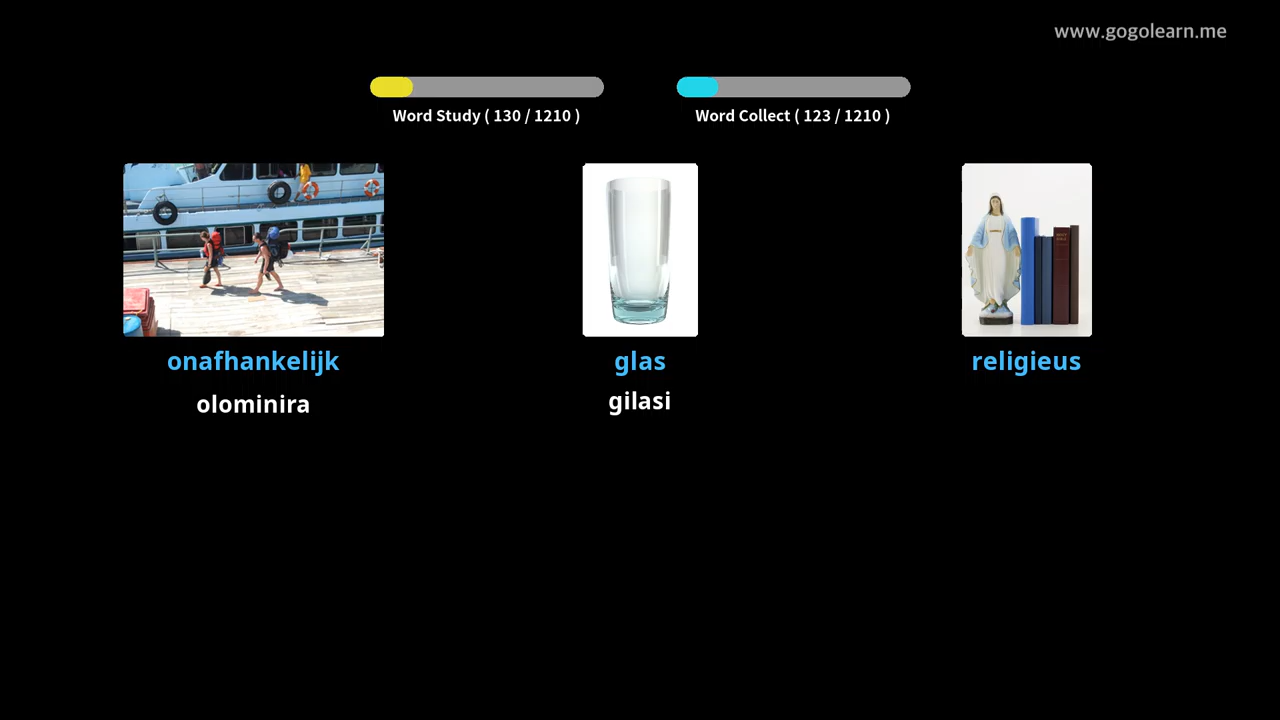 www.gogolearn.me
Word Study ( 130 / 1210 )
Word Collect ( 123 / 1210 )
onafhankelijk
glas
religieus
olominira
gilasi